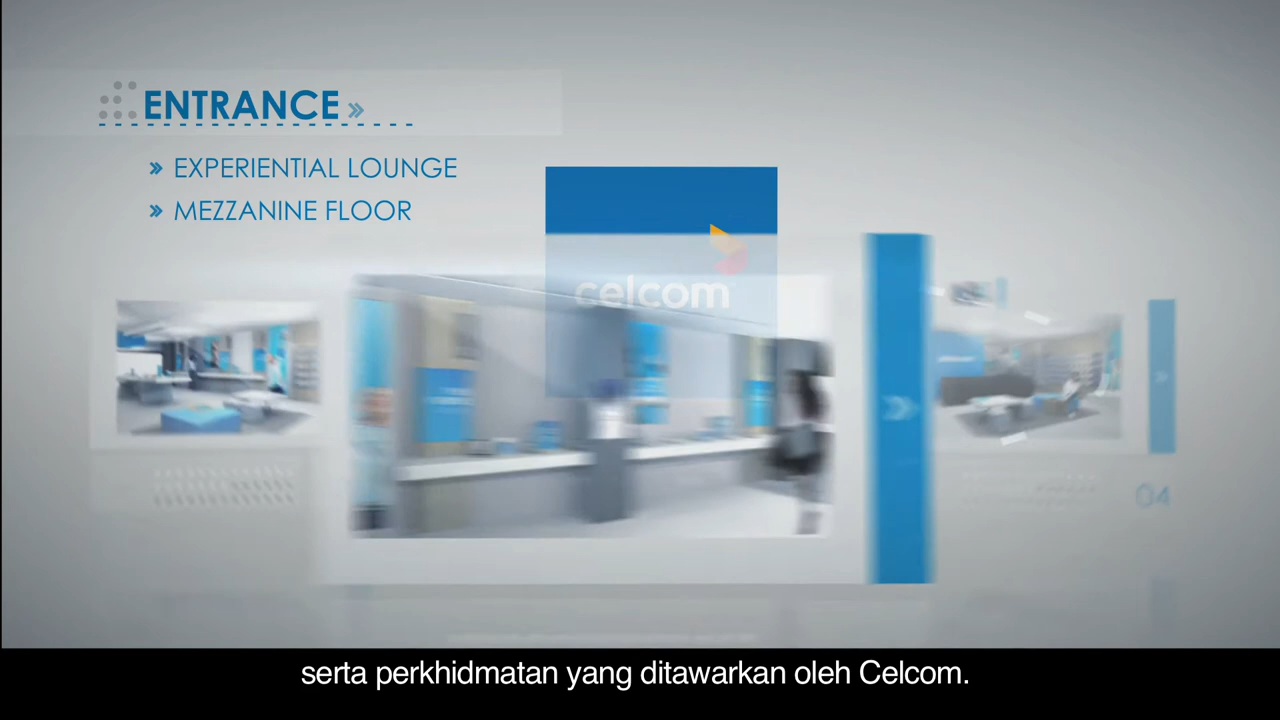 ENTRANCE »
» EXPERIENTIAL LOUNGE
» MEZZANINE FLOOR
celcom
04
serta perkhidmatan yang ditawarkan oleh Celcom.